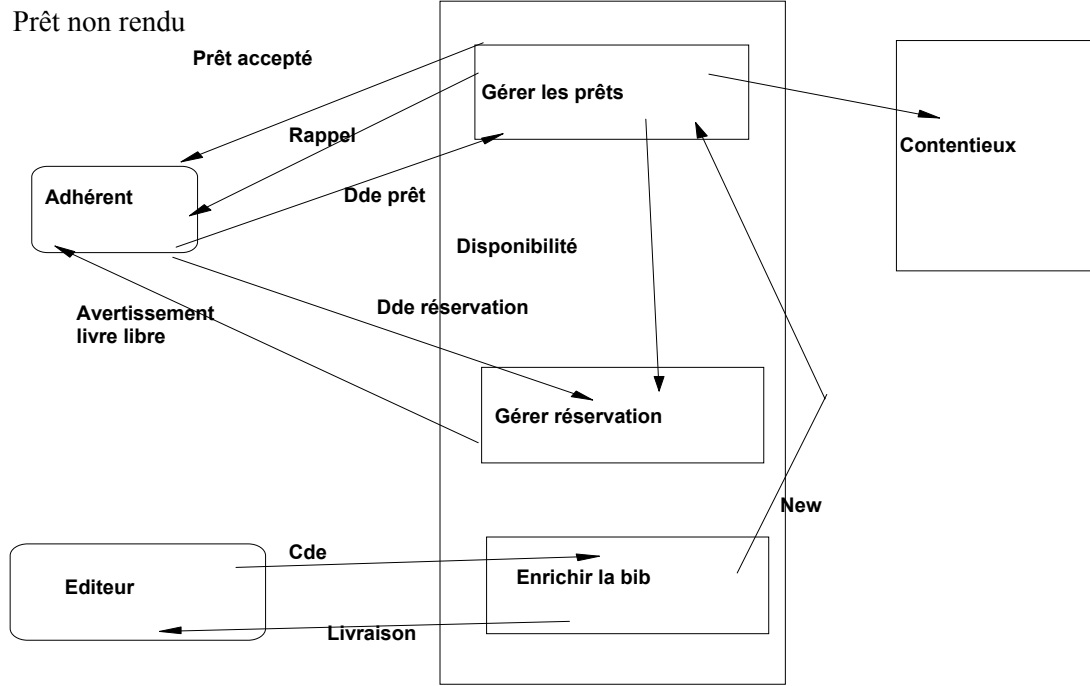 Prêt non rendu
Prêt accepté
Gérer les prêts
Rappel
Contentieux
Adhérent
Dde prêt
Disponibilité
Dde réservation
Avertissement
livre libre
Gérer réservation
New
Cde
Enrichir la bib
Editeur
Livraison